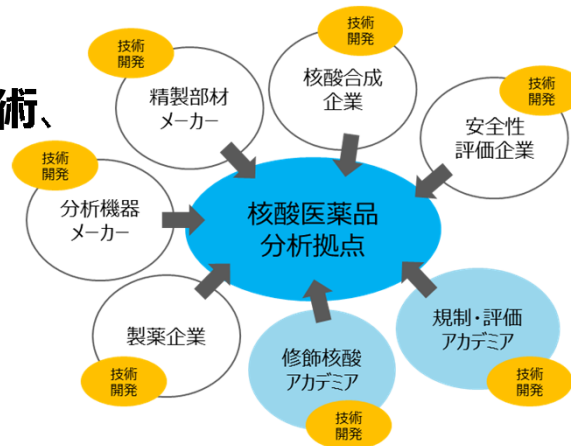 技術
開発
核酸合成
企業
技術
開発
精製部材
メーカー
術、
技術
開発
安全性
評価企業
技術
開発
分析機器
メーカー
核酸医薬品
分析拠点
製薬企業
技術
開発
修飾核酸
アカデミア
技術
開発
規制・評価
アカデミア
技術
開発